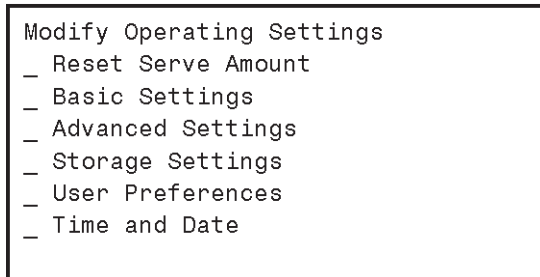 Modify Operating Settings
_ Reset Serve Amount
_ Basic Settings
_ Advanced Settings
_ Storage Settings
_ User Preferences
_ Time and Date